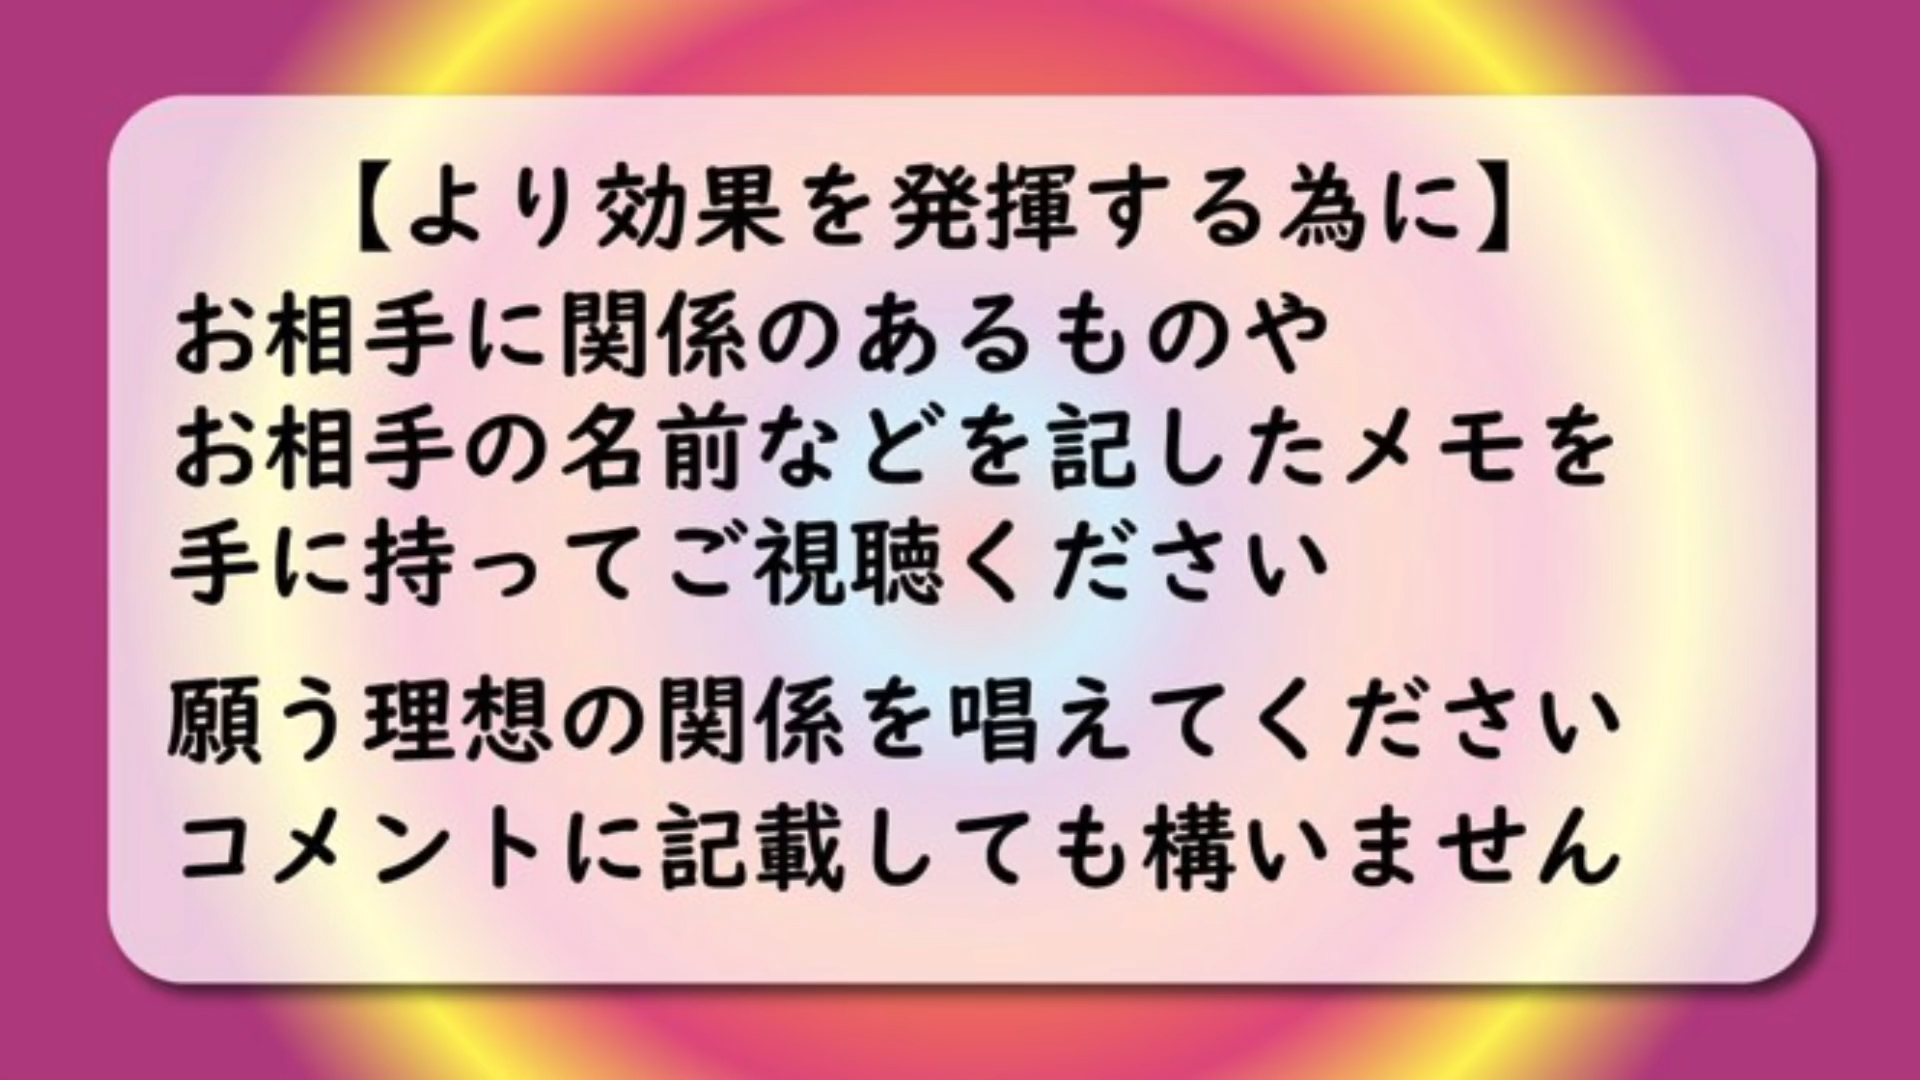 【より効果を発揮する為に】
お相手に関係のあるものや
お相手の名前などを記したメモを
手に持ってご視聴ください
願う理想の関係を唱えてください
コメントに記載しても構いません